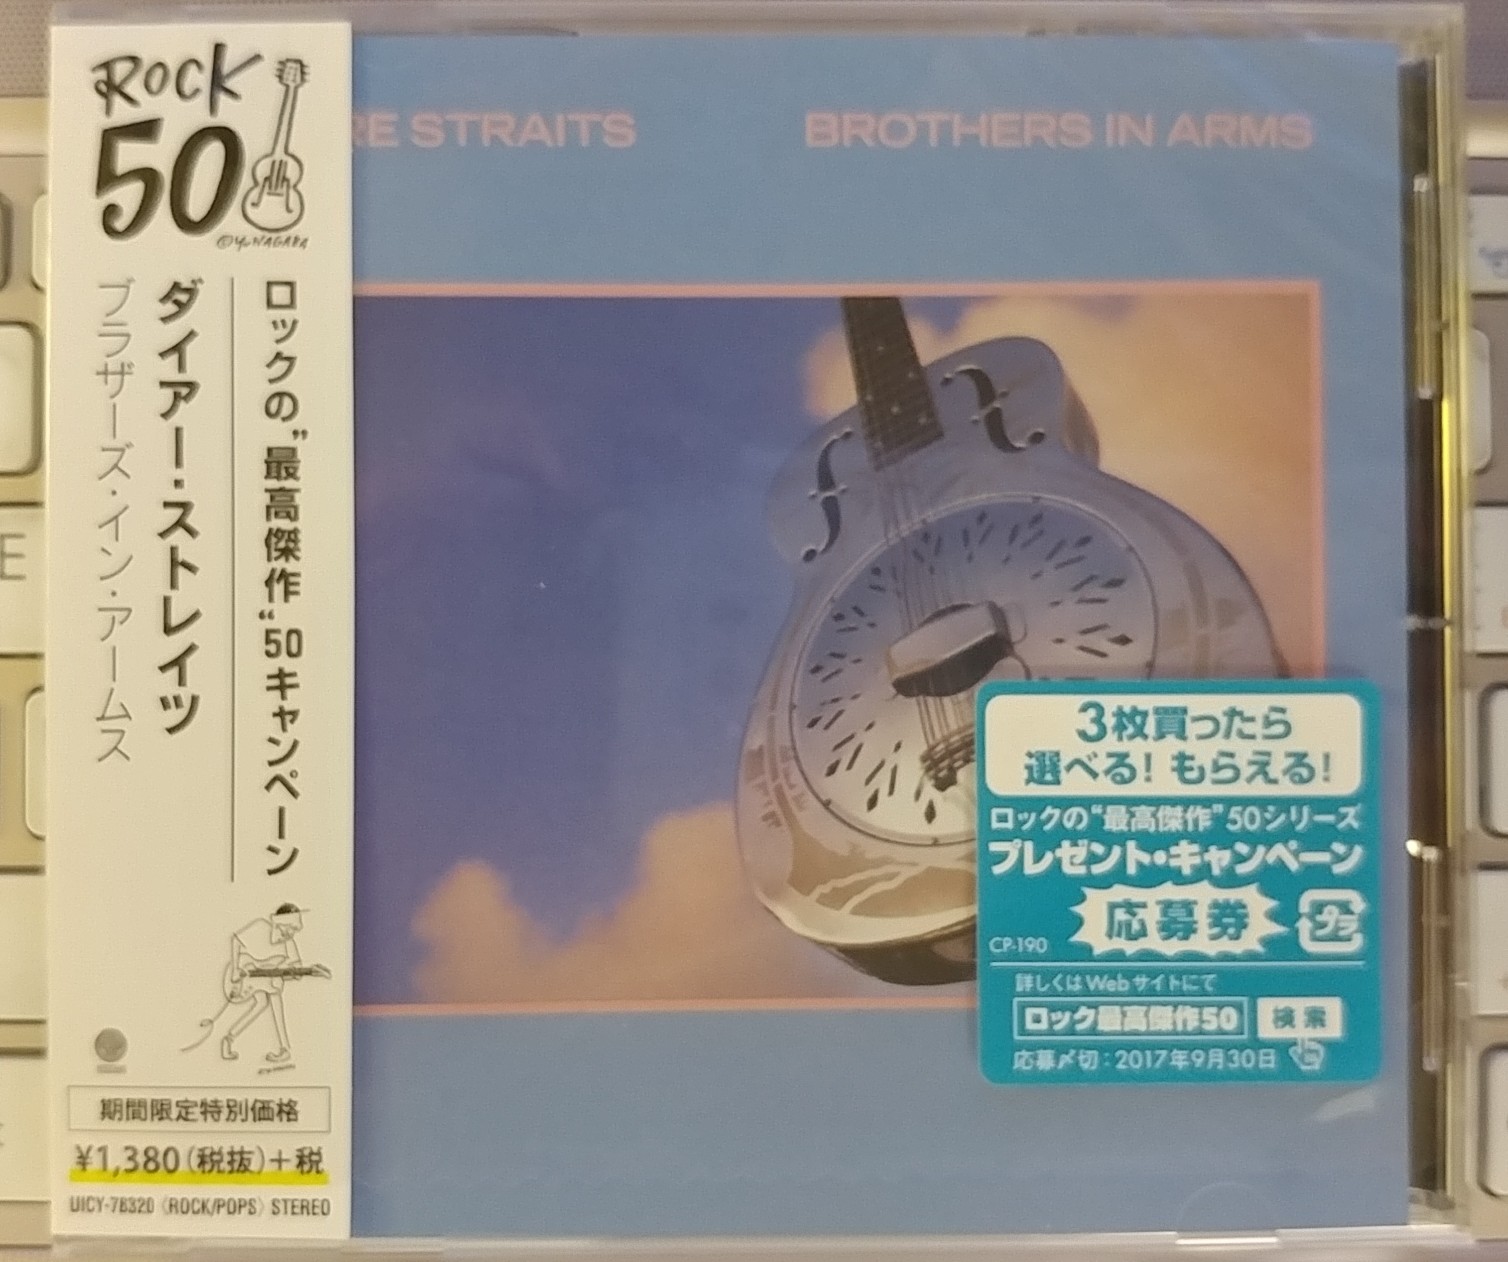 ROCK
50
©Y.NAGABA
ロックの"最高傑作"50キャンペーン
ダイアー・ストレイツ
ブラザーズ・イン・アームス
期間限定特別価格
¥1,380(税抜)+税
UICY-78320 〈ROCK/POPS〉 STEREO
RE STRAITS
BROTHERS IN ARMS
3枚買ったら
選べる！もらえる！
ロックの"最高傑作"50シリーズ
プレゼント・キャンペーン
応募券
プラ
CP-190
詳しくはWebサイトにて
ロック最高傑作50 検索
応募〆切：2017年9月30日
E